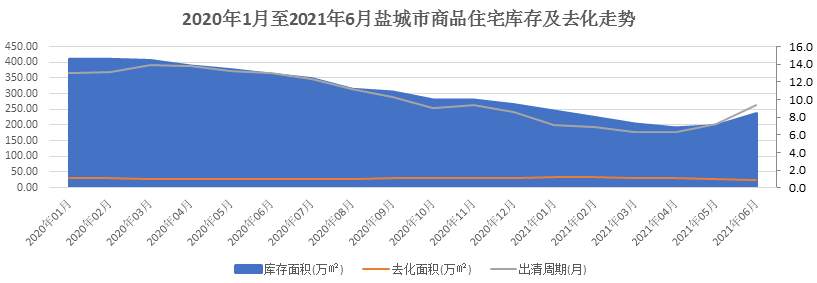 2020年1月至2021年6月盐城市商品住宅库存及去化走势
450.00
400.00
350.00
300.00
250.00
200.00
150.00
100.00
50.00
0.00
16.0
14.0
12.0
10.0
8.0
6.0
4.0
2.0
0.0
2020年01月
2020年02月
2020年03月
2020年04月
2020年05月
2020年06月
2020年07月
2020年08月
2020年09月
2020年10月
2020年11月
2020年12月
2021年01月
2021年02月
2021年03月
2021年04月
2021年05月
2021年06月
库存面积(万㎡) 去化面积(万㎡) 出清周期(月)